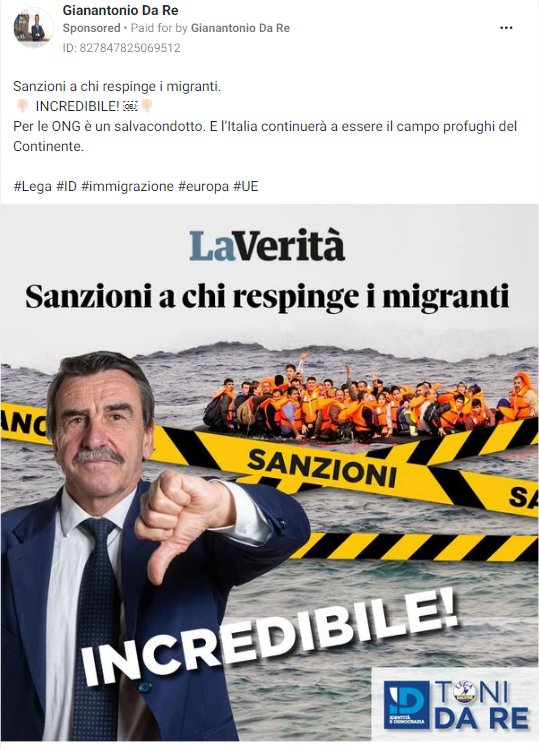 Gianantonio Da Re
Sponsored • Paid for by Gianantonio Da Re
ID: 827847825069512
Sanzioni a chi respinge i migranti.
👎🏻 INCREDIBILE! ￼👎🏻
Per le ONG è un salvacondotto. E l'Italia continuerà a essere il campo profughi del
Continente.
#Lega #ID #immigrazione #europa #UE
LaVerità
Sanzioni a chi respinge i migranti
ANC
SANZIONI
SA
INCREDIBILE!
ID
IDENTITÀ
E DEMOCRAZIA
LEGA
SALVINI
TONI
DA RE